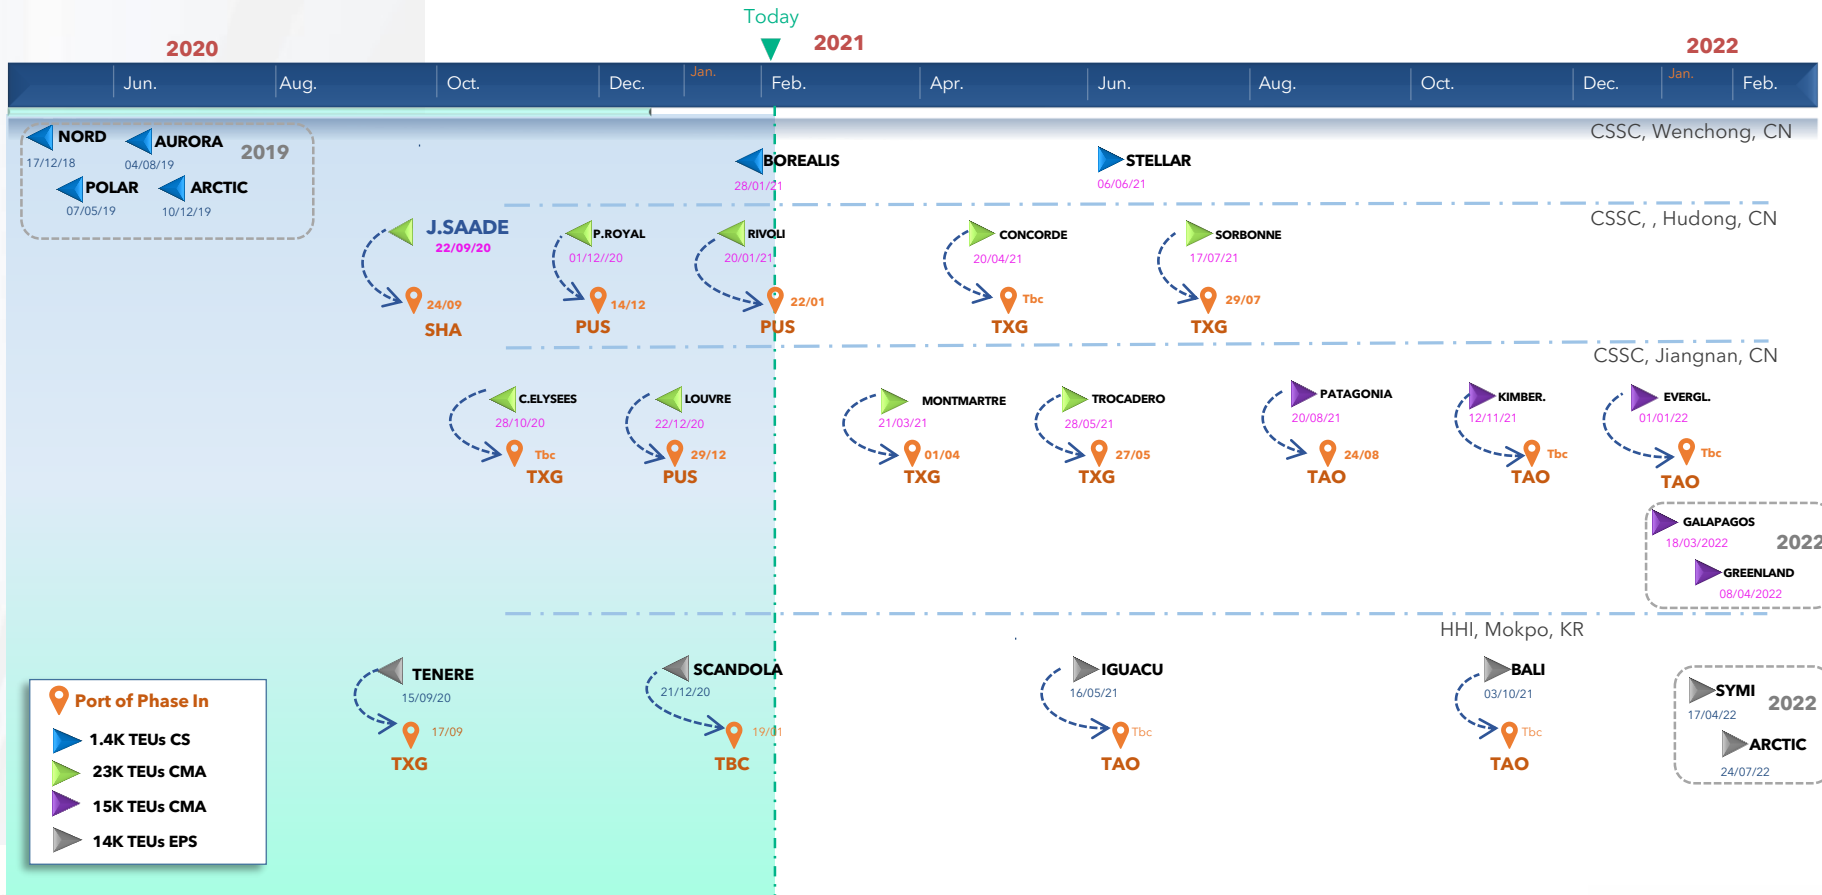 Today
2020
2021
2022
Jun.
Aug.
Oct.
Dec.
Jan.
Feb.
Apr.
Jun.
Aug.
Oct.
Dec.
Jan.
Feb.
CSSC, Wenchong, CN
NORD
17/12/18
AURORA
04/08/19
2019
POLAR
07/05/19
ARCTIC
10/12/19
BOREALIS
28/01/21
STELLAR
06/06/21
CSSC, , Hudong, CN
J.SAADE
22/09/20
24/09
SHA
P.ROYAL
01/12//20
14/12
PUS
RIVOLI
20/01/21
22/01
PUS
CONCORDE
20/04/21
Tbc
TXG
SORBONNE
17/07/21
29/07
TXG
CSSC, Jiangnan, CN
C.ELYSEES
28/10/20
Tbc
TXG
LOUVRE
22/12/20
29/12
PUS
MONTMARTRE
21/03/21
01/04
TXG
TROCADERO
28/05/21
27/05
TXG
PATAGONIA
20/08/21
24/08
TAO
KIMBER.
12/11/21
Tbc
TAO
EVERGL.
01/01/22
Tbc
TAO
GALAPAGOS
18/03/2022
2022
GREENLAND
08/04/2022
HHI, Mokpo, KR
TENERE
15/09/20
17/09
TXG
SCANDOLA
21/12/20
19/01
TBC
IGUACU
16/05/21
Tbc
TAO
BALI
03/10/21
Tbc
TAO
SYMI
17/04/22
2022
ARCTIC
24/07/22
Port of Phase In
1.4K TEUs CS
23K TEUs CMA
15K TEUs CMA
14K TEUs EPS